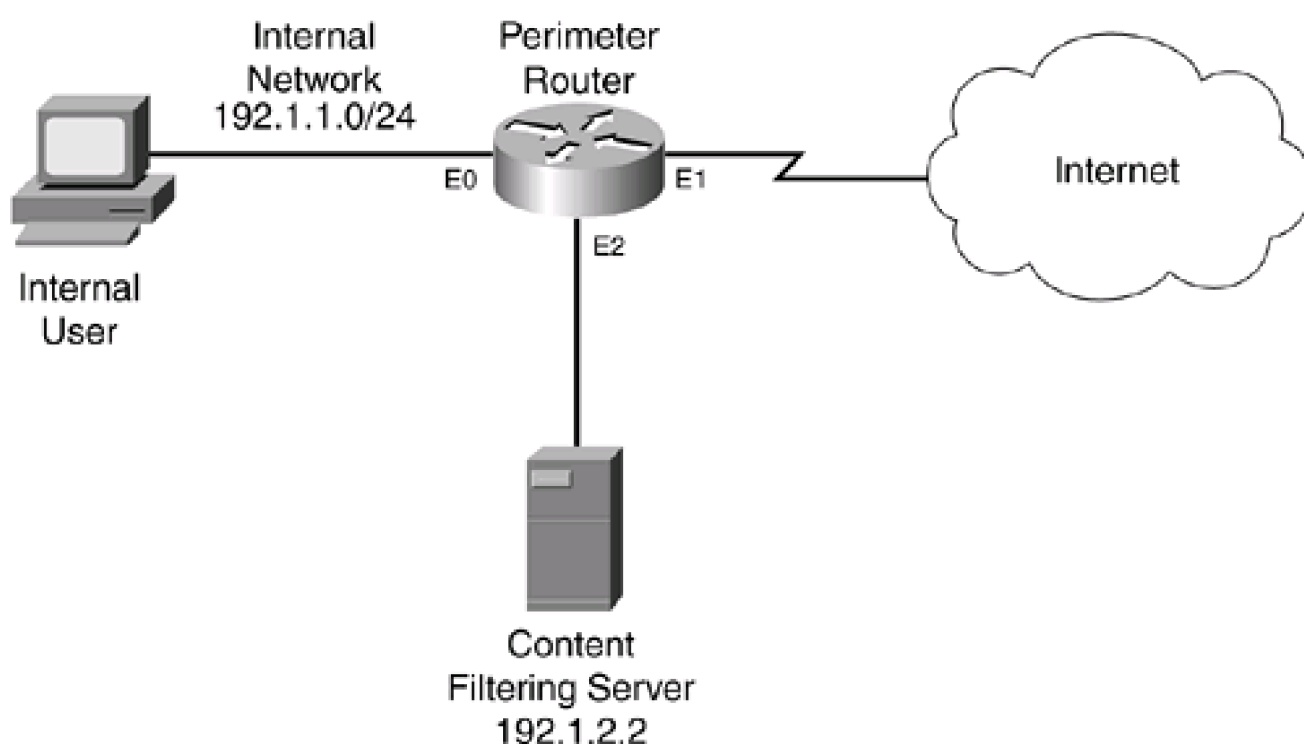 Internal
Network
192.1.1.0/24
Perimeter
Router
E0
E1
E2
Internet
Internal
User
Content
Filtering Server
192.1.2.2